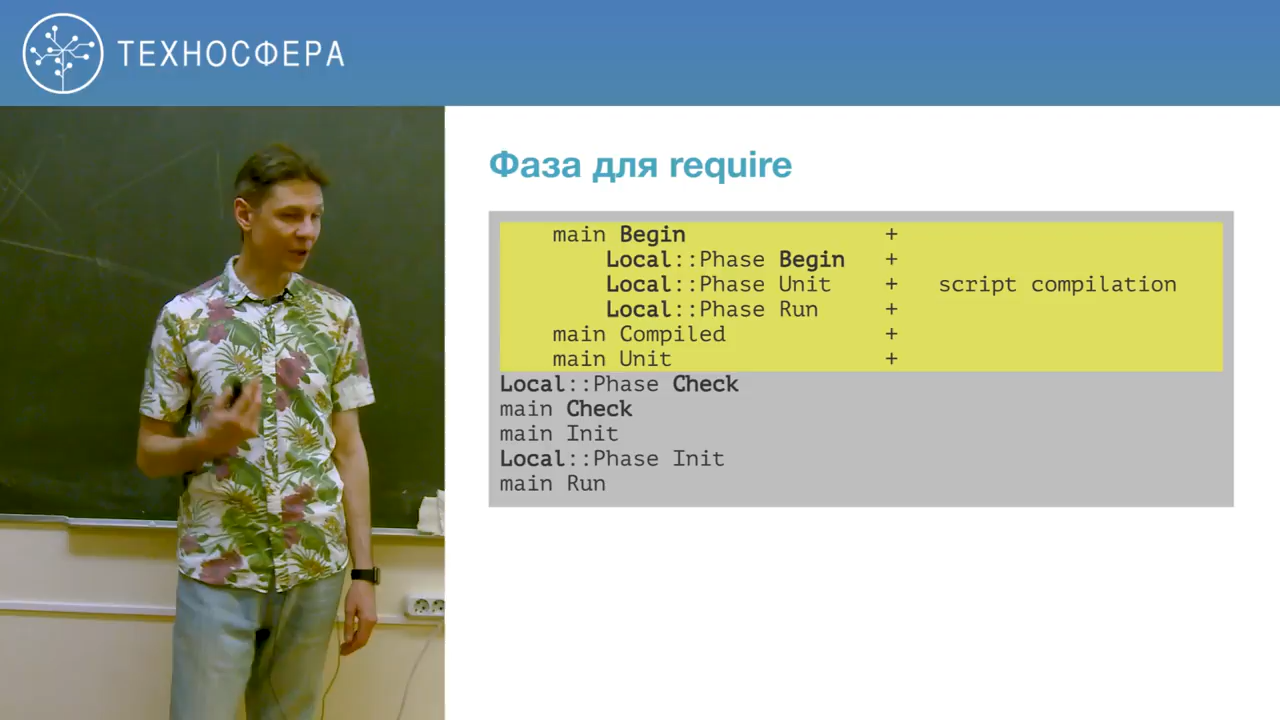 ТЕХНОСФЕРА
Фаза для require
main Begin +
Local::Phase Begin +
Local::Phase Unit + script compilation
Local::Phase Run +
main Compiled +
main Unit +
Local::Phase Check
main Check
main Init
Local::Phase Init
main Run